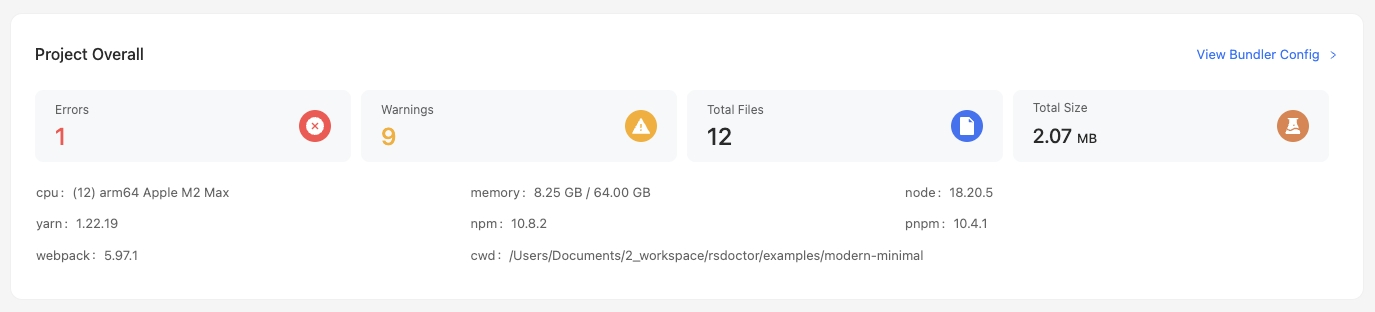 Project Overall
View Bundler Config >
Errors
1
Warnings
9
Total Files
12
Total Size
2.07 MB
cpu : (12) arm64 Apple M2 Max
memory : 8.25 GB / 64.00 GB
node : 18.20.5
yarn : 1.22.19
npm : 10.8.2
pnpm : 10.4.1
webpack : 5.97.1
cwd : /Users/Documents/2_workspace/rsdoctor/examples/modern-minimal